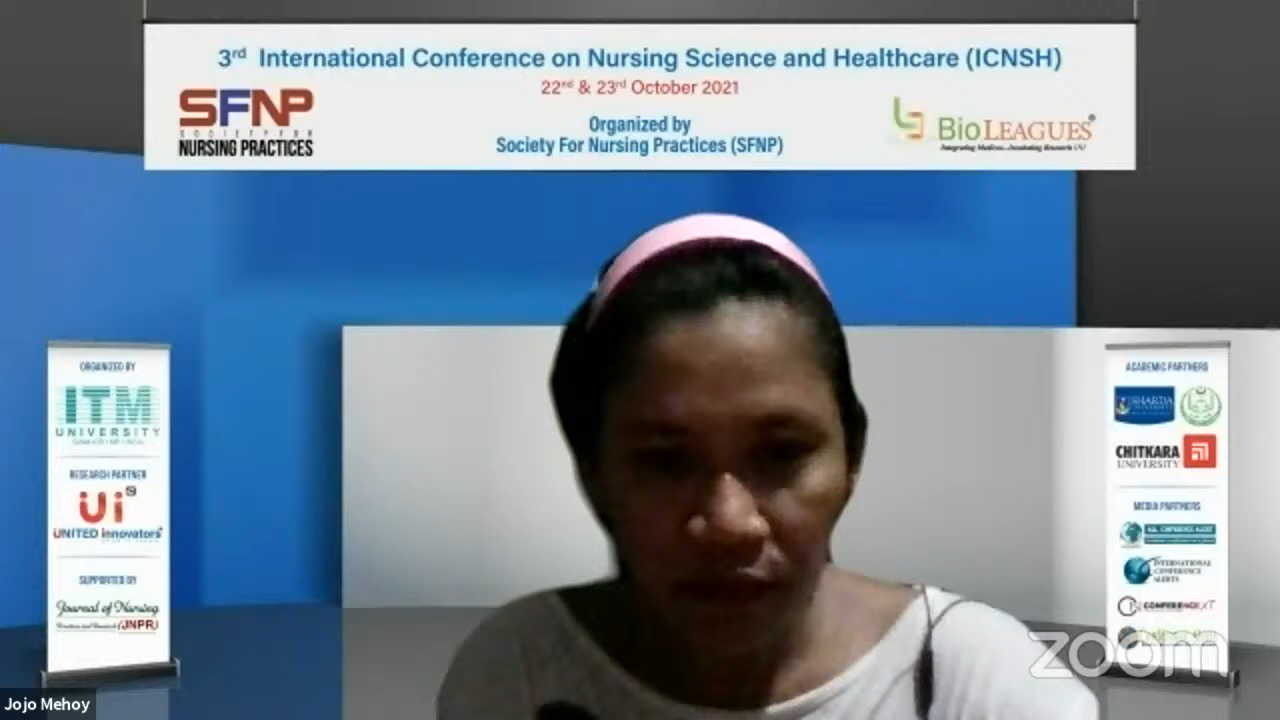 3rd International Conference on Nursing Science and Healthcare (ICNSH)
22nd & 23rd October 2021
Organized by
Society For Nursing Practices (SFNP)
SFNP
SOCIETY FOR
NURSING PRACTICES
BioLEAGUES
ORGANIZED BY
ITM
UNIVERSITY
RESEARCH PARTNER
Ui
UNITED innovators
SUPPORTED BY
Journal of Nursing
(JNPR)
ACADEMIC PARTNERS
SHARDA
CHITKARA
UNIVERSITY
MEDIA PARTNERS
INTERNATIONAL
CONFERENCE
ALERTS
zoom
Jojo Mehoy